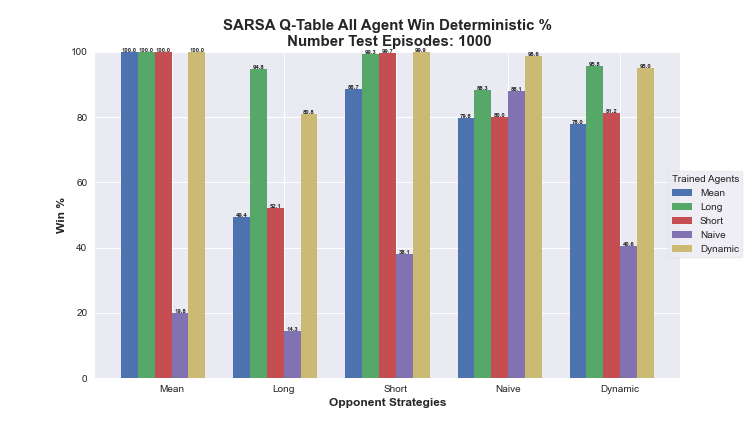 SARSA Q-Table All Agent Win Deterministic %
Number Test Episodes: 1000
Win %
100
80
60
40
20
0
100.0 100.0 100.0 19.8 100.0
49.4 94.8 52.1 14.3 80.8
88.7 99.3 99.7 38.1 99.9
79.8 88.3 80.0 88.1 98.6
78.0 95.8 81.2 40.6 95.0
Mean Long Short Naive Dynamic
Opponent Strategies
Trained Agents
Mean
Long
Short
Naive
Dynamic